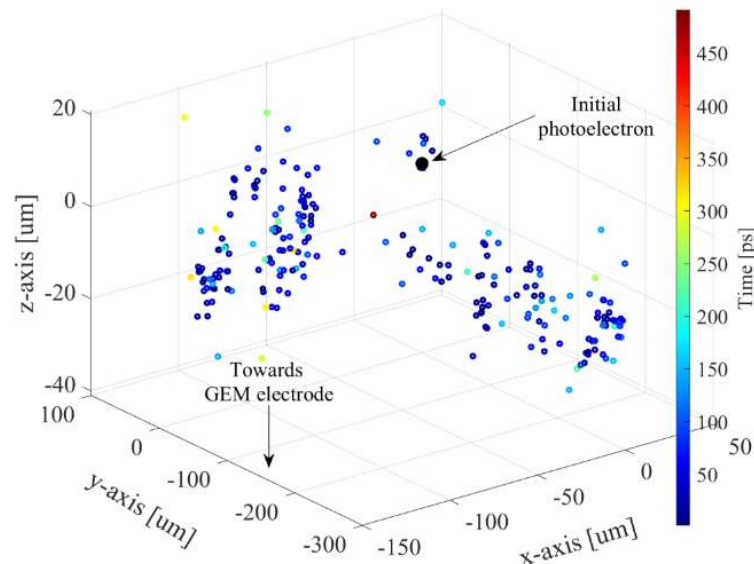 Initial
photoelectron
Towards
GEM electrode
z-axis [um]
20
0
-20
-40
y-axis [um]
100
0
-100
-200
-300
x-axis [um]
-150
-100
-50
0
50
Time [ps]
450
400
350
300
250
200
150
100
50